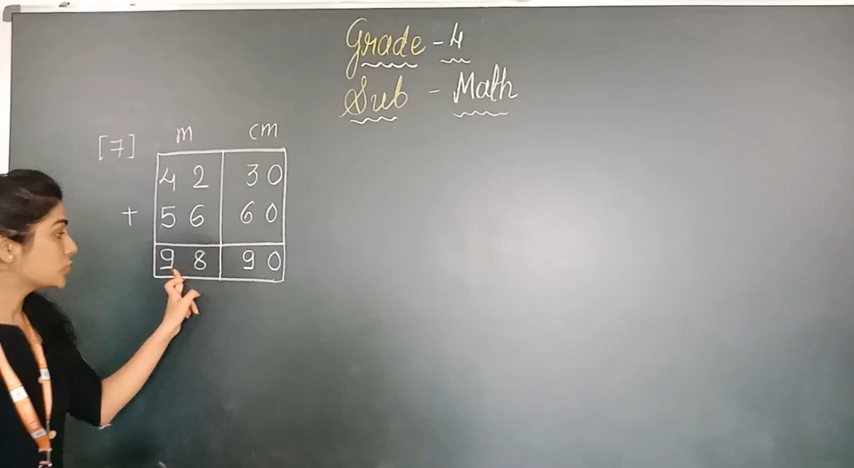 Grade - 4
Sub - Math
[7] m cm
42 30
+ 56 60
98 90